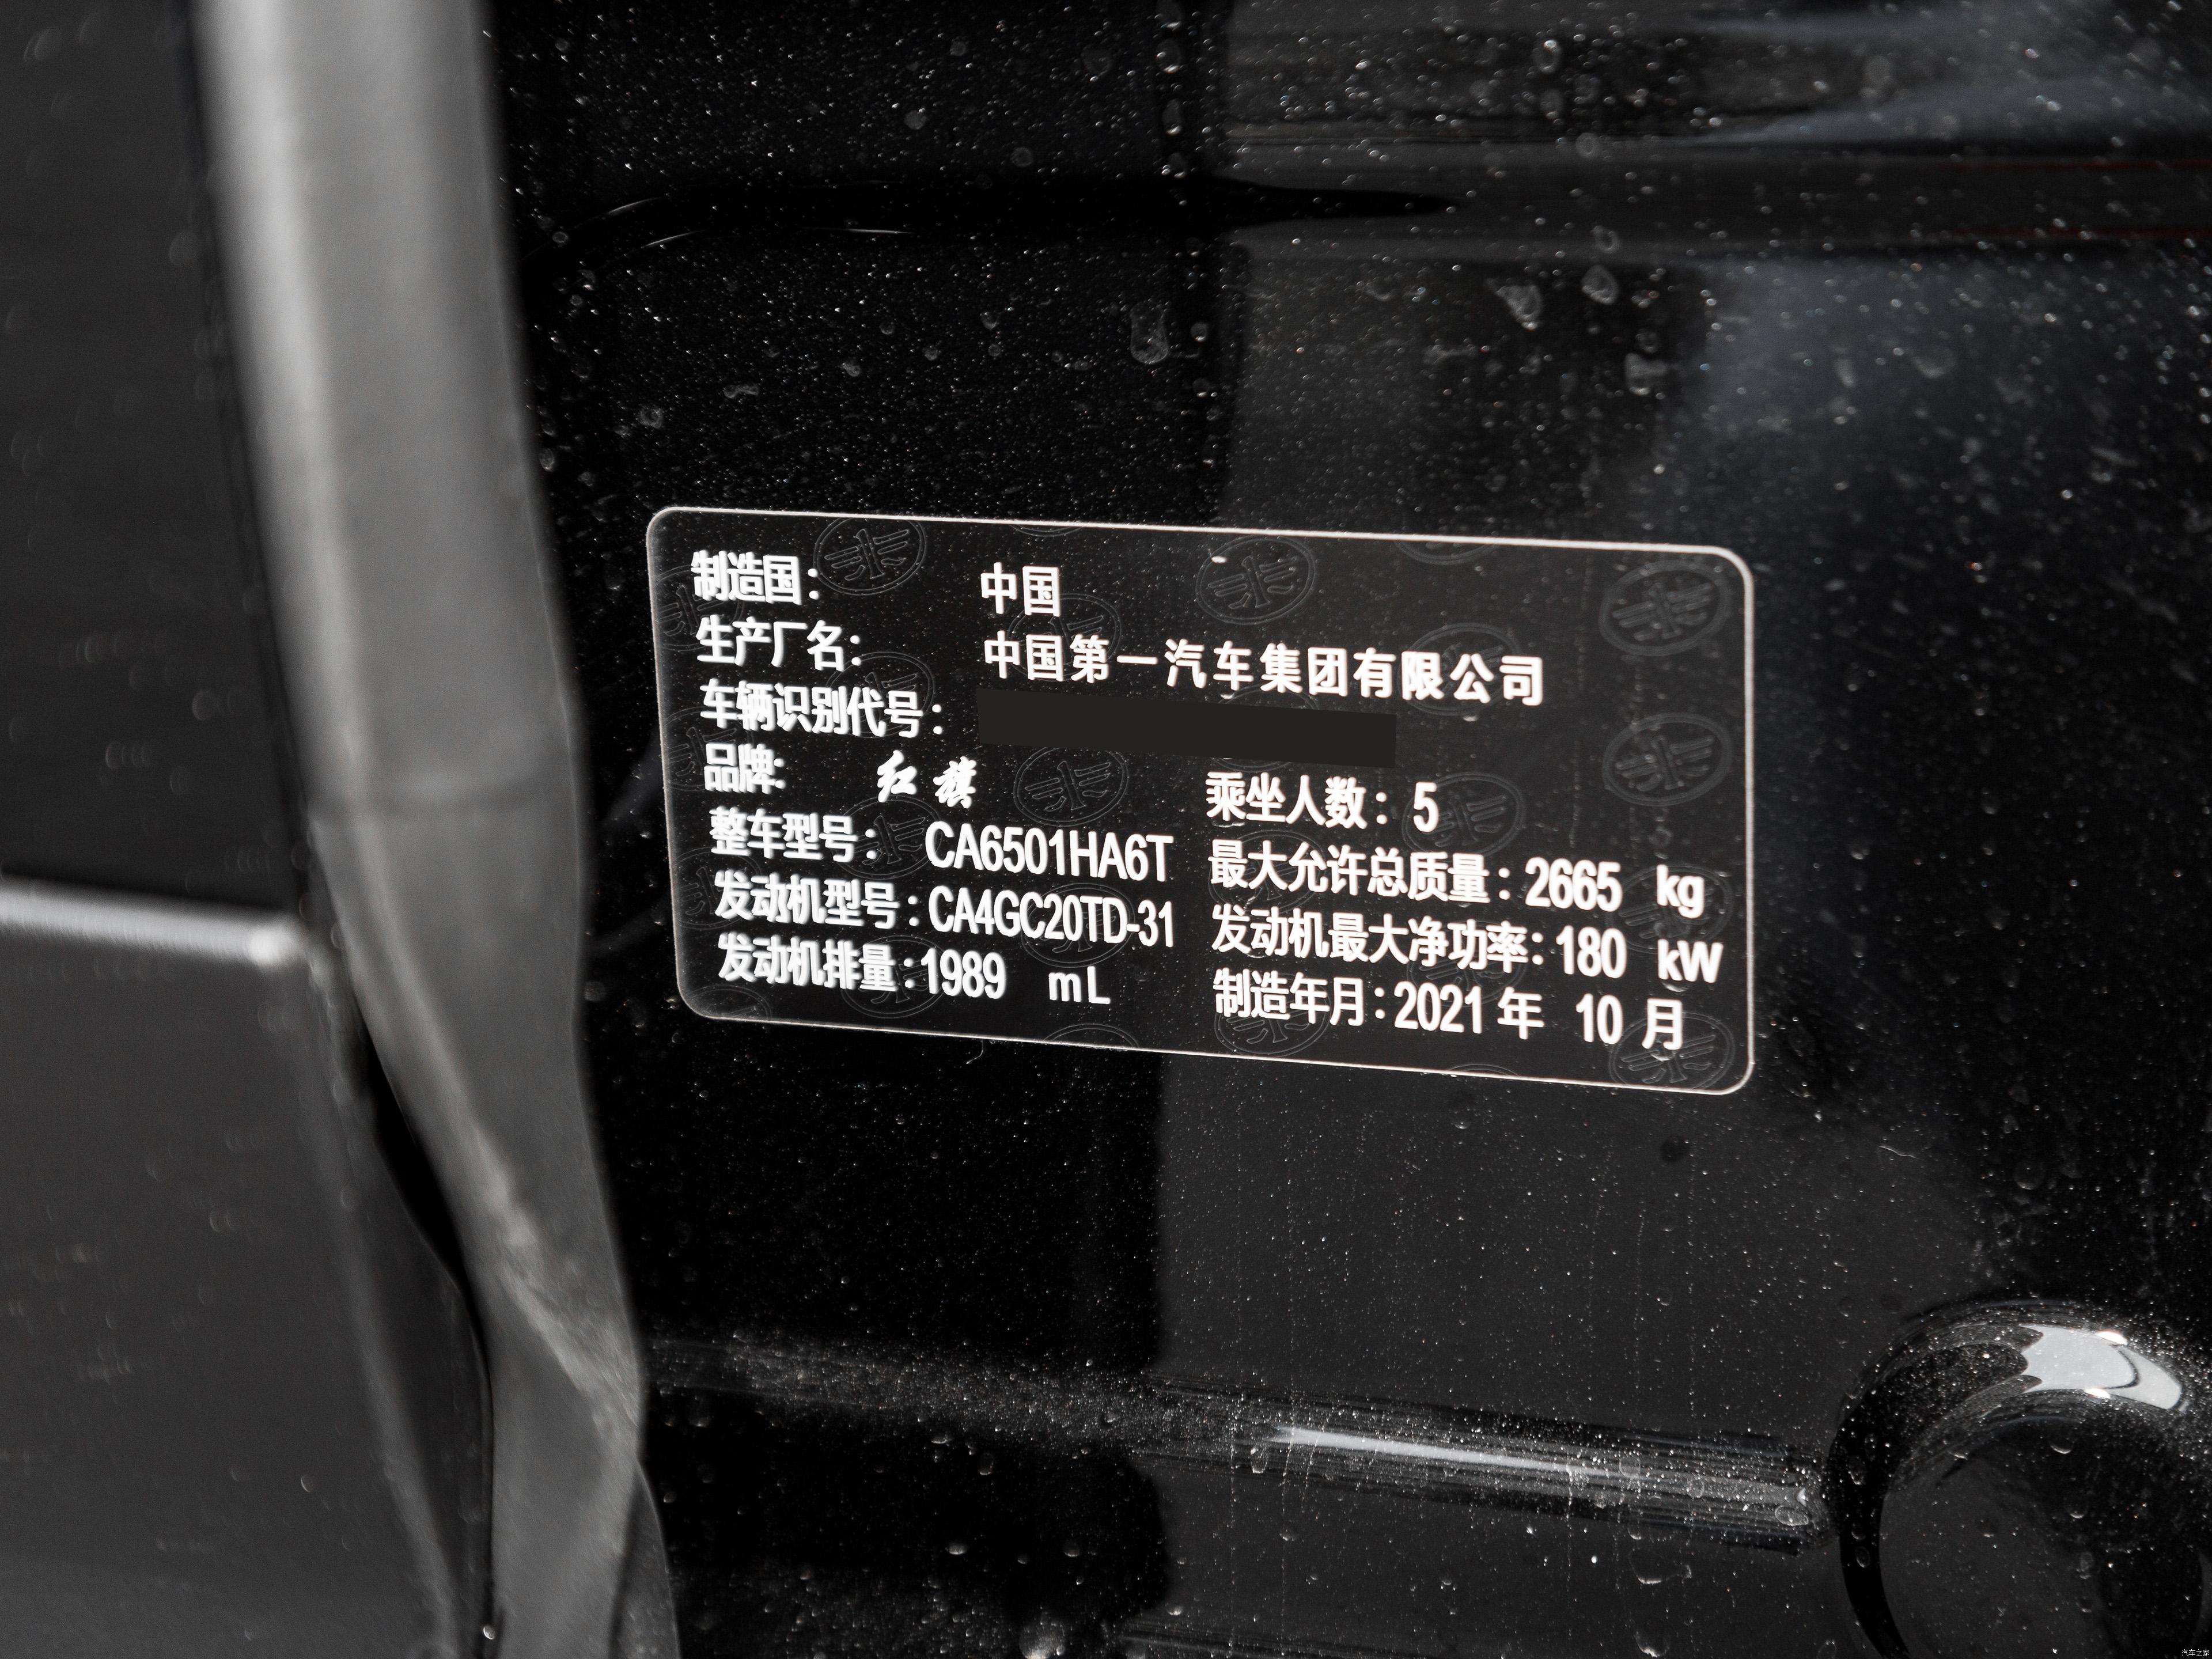 制造国： 中国
生产厂名： 中国第一汽车集团有限公司
车辆识别代号：
品牌： 红旗 乘坐人数：5
整车型号： CA6501HA6T 最大允许总质量：2665 kg
发动机型号：CA4GC20TD-31 发动机最大净功率：180 kW
发动机排量：1989 mL 制造年月：2021 年 10 月
汽车之家